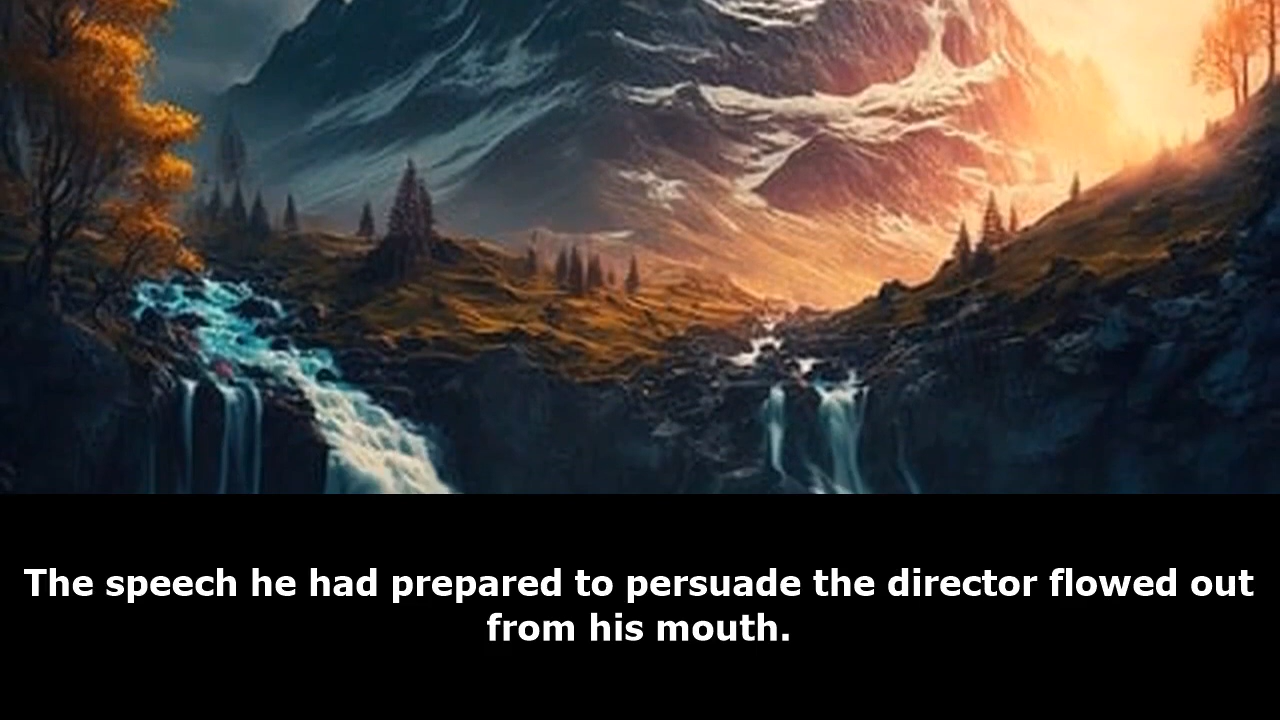 The speech he had prepared to persuade the director flowed out
from his mouth.